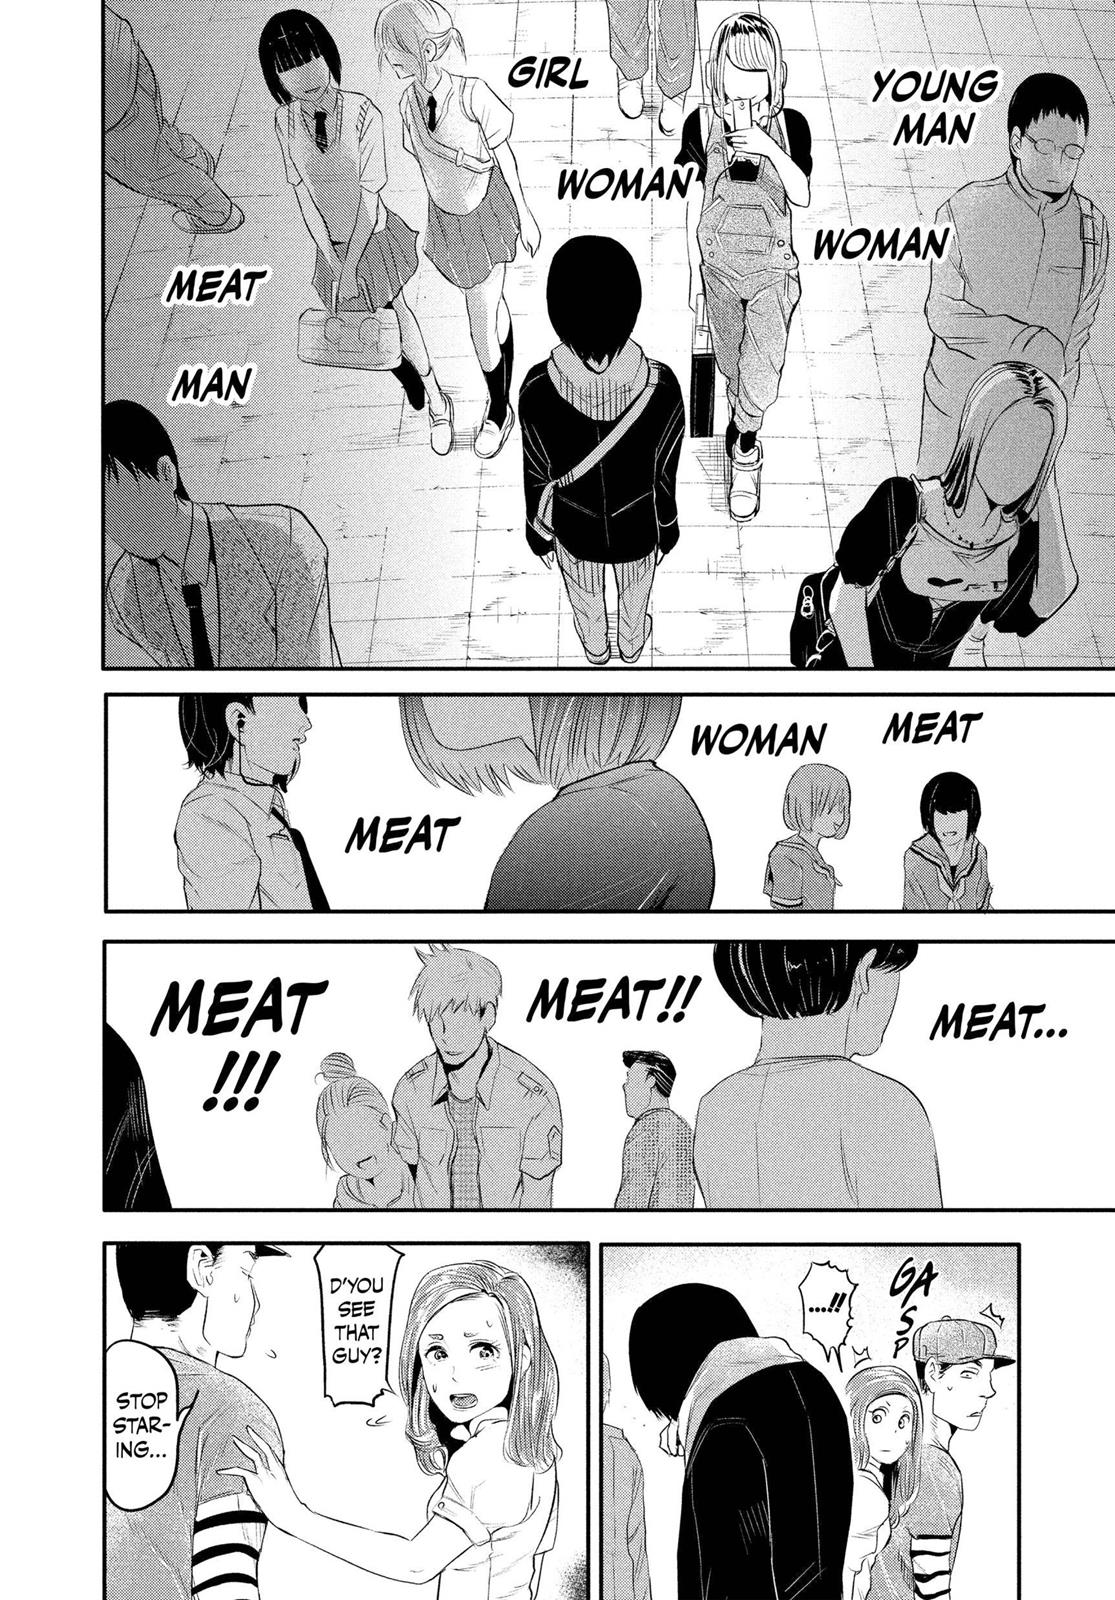 YOUNG
MAN
GIRL
WOMAN
WOMAN
MEAT
MAN
MEAT
WOMAN
MEAT
MEAT...
MEAT!!
MEAT
!!!
....!!
GASP
D'YOU
SEE
THAT
GUY?
STOP
STAR-
ING...